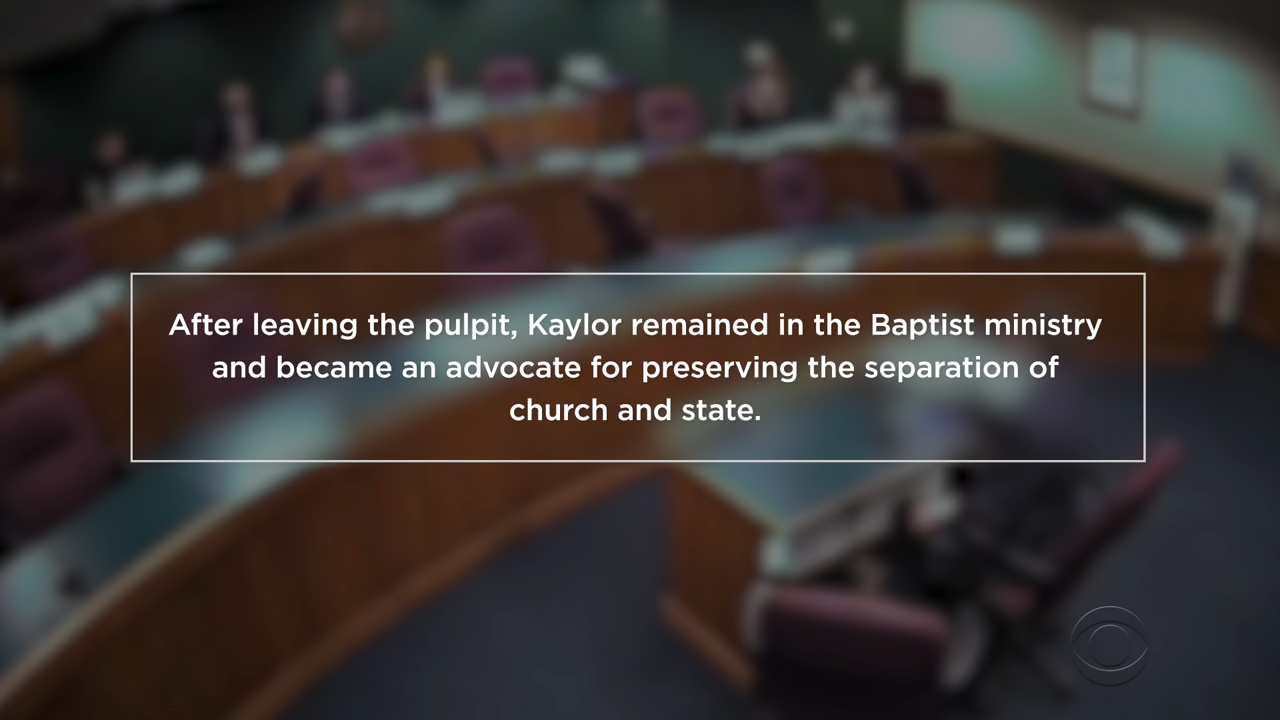 After leaving the pulpit, Kaylor remained in the Baptist ministry
and became an advocate for preserving the separation of
church and state.